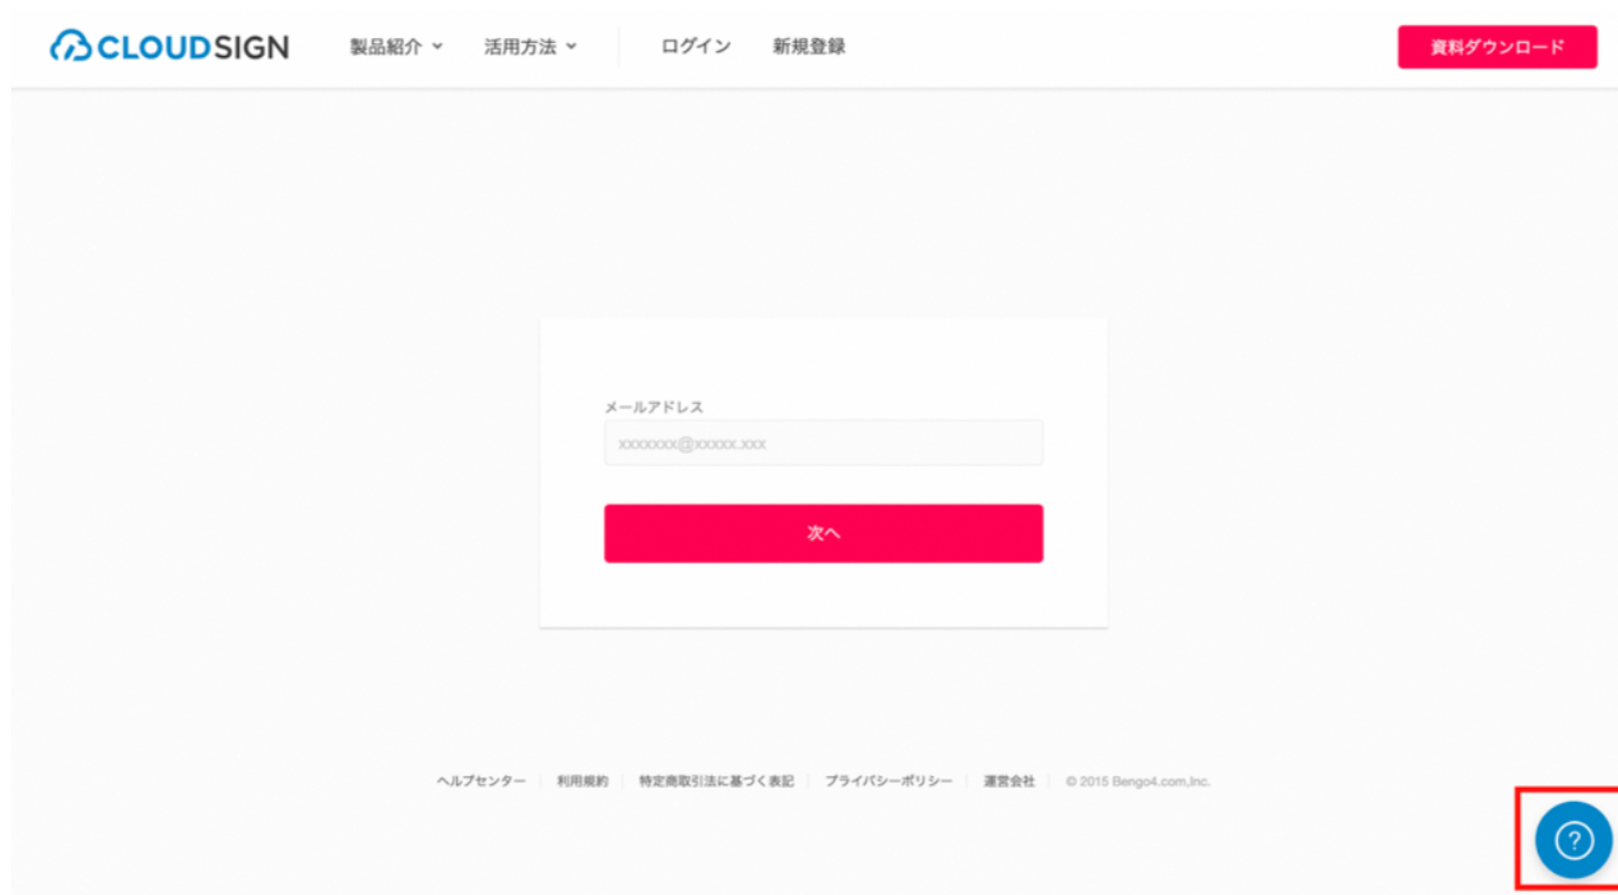 CLOUDSIGN 製品紹介 活用方法 ログイン 新規登録 資料ダウンロード
メールアドレス
xxxxxxx@xxxxx.xxx
次へ
ヘルプセンター 利用規約 特定商取引法に基づく表記 プライバシーポリシー 運営会社 © 2015 Bengo4.com,Inc.
?